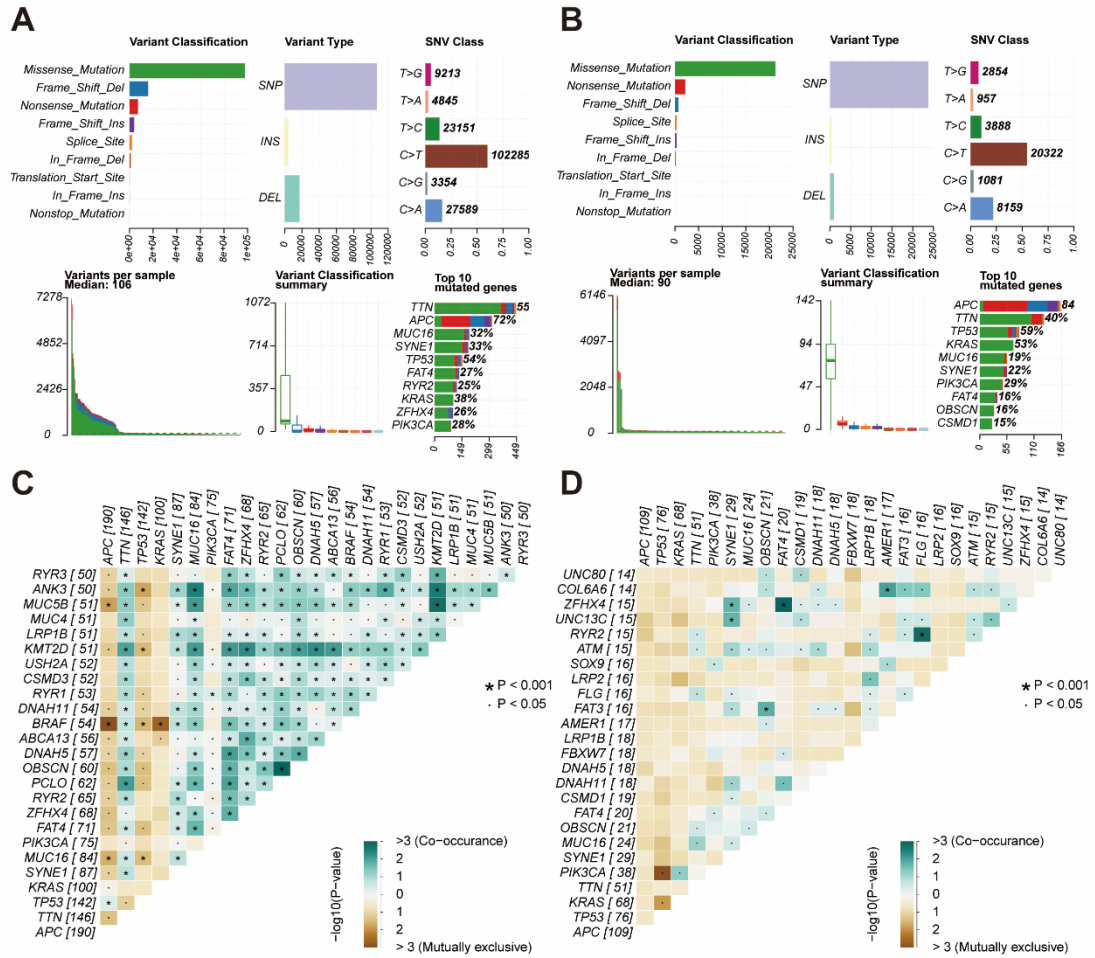 A
Variant Classification
Missense_Mutation
Frame_Shift_Del
Nonsense_Mutation
Frame_Shift_Ins
Splice_Site
In_Frame_Del
Translation_Start_Site
In_Frame_Ins
Nonstop_Mutation
0e+00
2e+04
4e+04
6e+04
8e+04
1e+05
Variant Type
SNP
INS
DEL
0
20000
40000
60000
80000
100000
120000
SNV Class
T>G 9213
T>A 4845
T>C 23151
C>T 102285
C>G 3354
C>A 27589
0.00
0.25
0.50
0.75
1.00
Variants per sample
Median: 106
7278
4852
2426
0
Variant Classification
summary
1072
714
357
0
Top 10
mutated genes
TTN 55
APC 72%
MUC16 32%
SYNE1 33%
TP53 54%
FAT4 27%
RYR2 25%
KRAS 38%
ZFHX4 26%
PIK3CA 28%
0
149
299
449
B
Variant Classification
Missense_Mutation
Nonsense_Mutation
Frame_Shift_Del
Splice_Site
Frame_Shift_Ins
In_Frame_Del
Translation_Start_Site
In_Frame_Ins
Nonstop_Mutation
0
5000
10000
15000
20000
25000
Variant Type
SNP
INS
DEL
0
50000
100000
150000
200000
250000
SNV Class
T>G 2854
T>A 957
T>C 3888
C>T 20322
C>G 1081
C>A 8159
0.00
0.25
0.50
0.75
1.00
Variants per sample
Median: 90
6146
4097
2048
0
Variant Classification
summary
142
94
47
0
Top 10
mutated genes
APC 84
TTN 40%
TP53 59%
KRAS 53%
MUC16 19%
SYNE1 22%
PIK3CA 29%
FAT4 16%
OBSCN 16%
CSMD1 15%
0
55
110
166
C
APC [190]
TTN [146]
TP53 [142]
KRAS [100]
SYNE1 [ 87]
MUC16 [ 84]
PIK3CA [ 75]
FAT4 [ 71]
ZFHX4 [ 68]
RYR2 [ 65]
PCLO [ 62]
OBSCN [ 60]
DNAH5 [ 57]
ABCA13 [ 56]
BRAF [ 54]
DNAH11 [ 54]
RYR1 [ 53]
CSMD3 [ 52]
USH2A [ 52]
KMT2D [ 51]
LRP1B [ 51]
MUC4 [ 51]
MUC5B [ 51]
ANK3 [ 50]
RYR3 [ 50]
RYR3 [ 50]
ANK3 [ 50]
MUC5B [ 51]
MUC4 [ 51]
LRP1B [ 51]
KMT2D [ 51]
USH2A [ 52]
CSMD3 [ 52]
RYR1 [ 53]
DNAH11 [ 54]
BRAF [ 54]
ABCA13 [ 56]
DNAH5 [ 57]
OBSCN [ 60]
PCLO [ 62]
RYR2 [ 65]
ZFHX4 [ 68]
FAT4 [ 71]
PIK3CA [ 75]
MUC16 [ 84]
SYNE1 [ 87]
KRAS [100]
TP53 [142]
TTN [146]
APC [190]
* P < 0.001
· P < 0.05
−log10(P−value)
>3 (Co−occurance)
2
1
0
1
2
> 3 (Mutually exclusive)
D
APC [109]
TP53 [ 76]
KRAS [ 68]
TTN [ 51]
PIK3CA [ 38]
SYNE1 [ 29]
MUC16 [ 24]
OBSCN [ 21]
FAT4 [ 20]
CSMD1 [ 19]
DNAH11 [ 18]
DNAH5 [ 18]
FBXW7 [ 18]
LRP1B [ 18]
AMER1 [ 17]
FAT3 [ 16]
FLG [ 16]
LRP2 [ 16]
SOX9 [ 16]
ATM [ 15]
RYR2 [ 15]
UNC13C [ 15]
ZFHX4 [ 15]
COL6A6 [ 14]
UNC80 [ 14]
UNC80 [ 14]
COL6A6 [ 14]
ZFHX4 [ 15]
UNC13C [ 15]
RYR2 [ 15]
ATM [ 15]
SOX9 [ 16]
LRP2 [ 16]
FLG [ 16]
FAT3 [ 16]
AMER1 [ 17]
LRP1B [ 18]
FBXW7 [ 18]
DNAH5 [ 18]
DNAH11 [ 18]
CSMD1 [ 19]
FAT4 [ 20]
OBSCN [ 21]
MUC16 [ 24]
SYNE1 [ 29]
PIK3CA [ 38]
TTN [ 51]
KRAS [ 68]
TP53 [ 76]
APC [109]
* P < 0.001
· P < 0.05
−log10(P−value)
>3 (Co−occurance)
2
1
0
1
2
> 3 (Mutually exclusive)